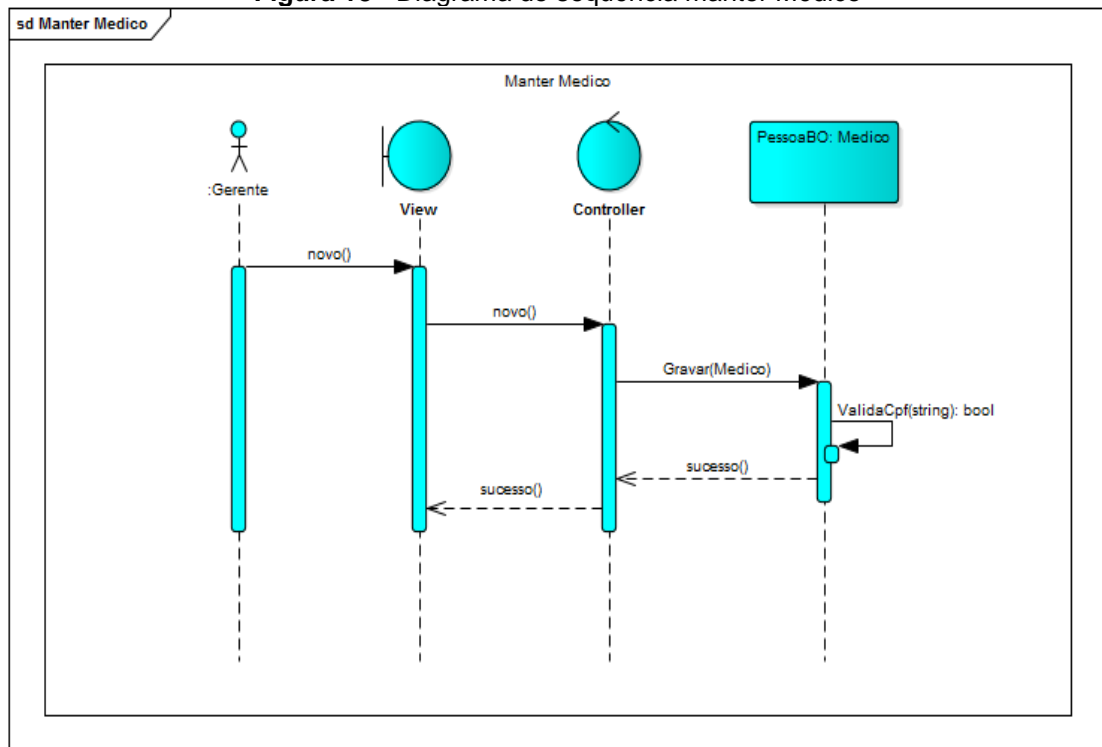 sd Manter Medico
Manter Medico
PessoaBO: Medico
:Gerente
View
Controller
novo()
novo()
Gravar(Medico)
ValidaCpf(string): bool
sucesso()
sucesso()